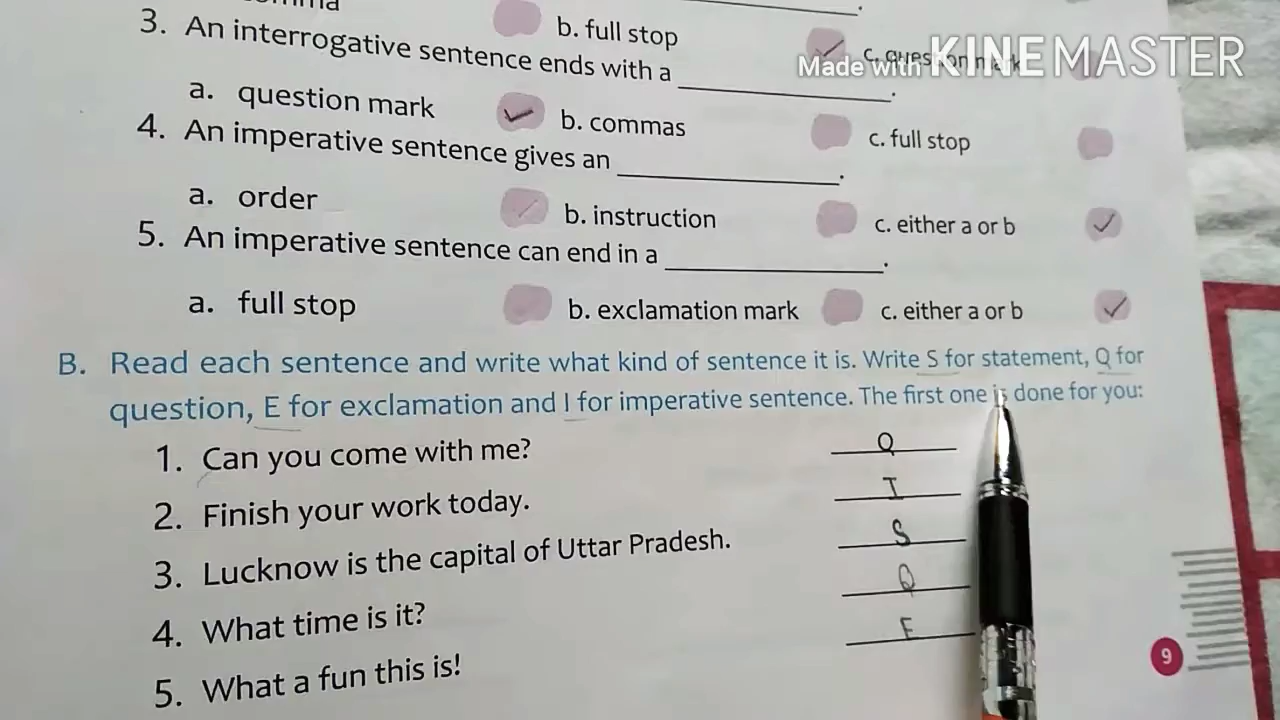 b. full stop
Made with KINEMASTER
3. An interrogative sentence ends with a ____________.
a. question mark b. commas c. full stop
4. An imperative sentence gives an ____________.
a. order b. instruction c. either a or b
5. An imperative sentence can end in a ____________.
a. full stop b. exclamation mark c. either a or b
B. Read each sentence and write what kind of sentence it is. Write S for statement, Q for
question, E for exclamation and I for imperative sentence. The first one is done for you:
1. Can you come with me? Q
2. Finish your work today. I
3. Lucknow is the capital of Uttar Pradesh. S
4. What time is it? Q
5. What a fun this is! E
9